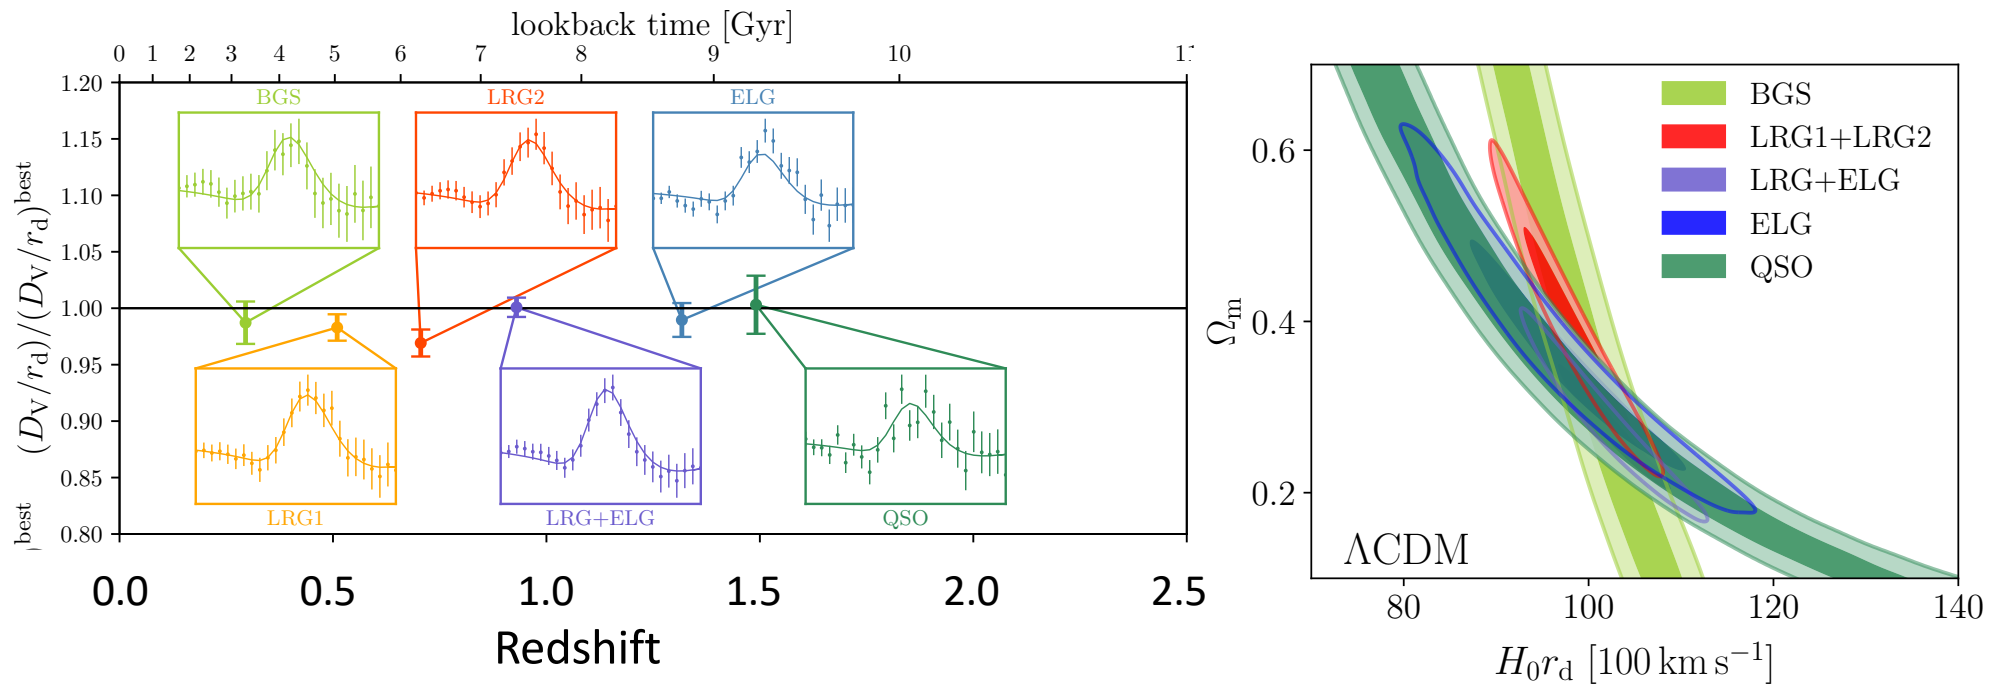 lookback time [Gyr]
0 1 2 3 4 5 6 7 8 9 10
1.20
1.15
1.10
1.05
1.00
0.95
0.90
0.85
0.80
(D_V/r_d)/(D_V/r_d)^best
)^best
BGS
LRG2
ELG
LRG1
LRG+ELG
QSO
0.0 0.5 1.0 1.5 2.0 2.5
Redshift
BGS
LRG1+LRG2
LRG+ELG
ELG
QSO
0.6
0.4
0.2
Ω_m
ΛCDM
80 100 120 140
H_0r_d [100 km s^−1]